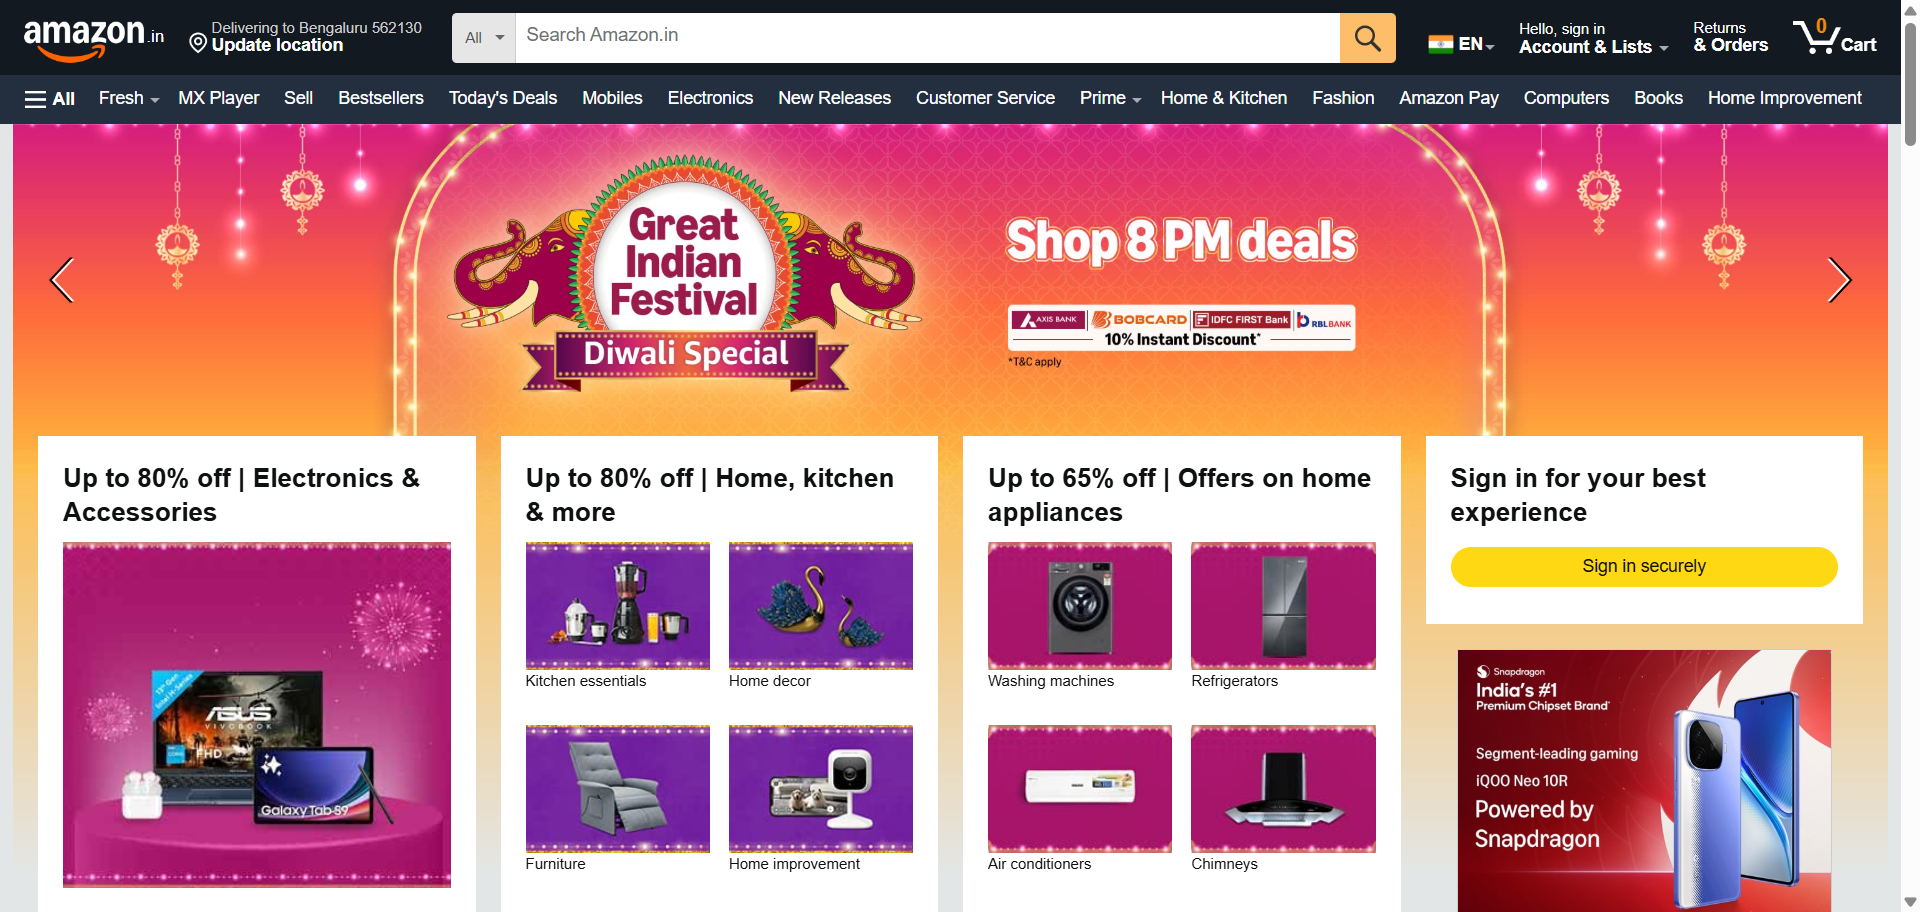 amazon.in
Delivering to Bengaluru 562130
Update location
All
Search Amazon.in
EN
Hello, sign in
Account & Lists
Returns
& Orders
0
Cart
All
Fresh
MX Player
Sell
Bestsellers
Today's Deals
Mobiles
Electronics
New Releases
Customer Service
Prime
Home & Kitchen
Fashion
Amazon Pay
Computers
Books
Home Improvement
Great
Indian
Festival
Diwali Special
Shop 8 PM deals
AXIS BANK
BOBCARD
IDFC FIRST Bank
RBLBANK
10% Instant Discount*
*T&C apply
Up to 80% off | Electronics &
Accessories
13th Gen
Intel H-Series
ASUS
VIVOBOOK
FHD
Galaxy Tab S9
Up to 80% off | Home, kitchen
& more
Kitchen essentials
Home decor
Furniture
Home improvement
Up to 65% off | Offers on home
appliances
Washing machines
Refrigerators
Air conditioners
Chimneys
Sign in for your best
experience
Sign in securely
Snapdragon
India's #1
Premium Chipset Brand*
Segment-leading gaming
iQOO Neo 10R
Powered by
Snapdragon